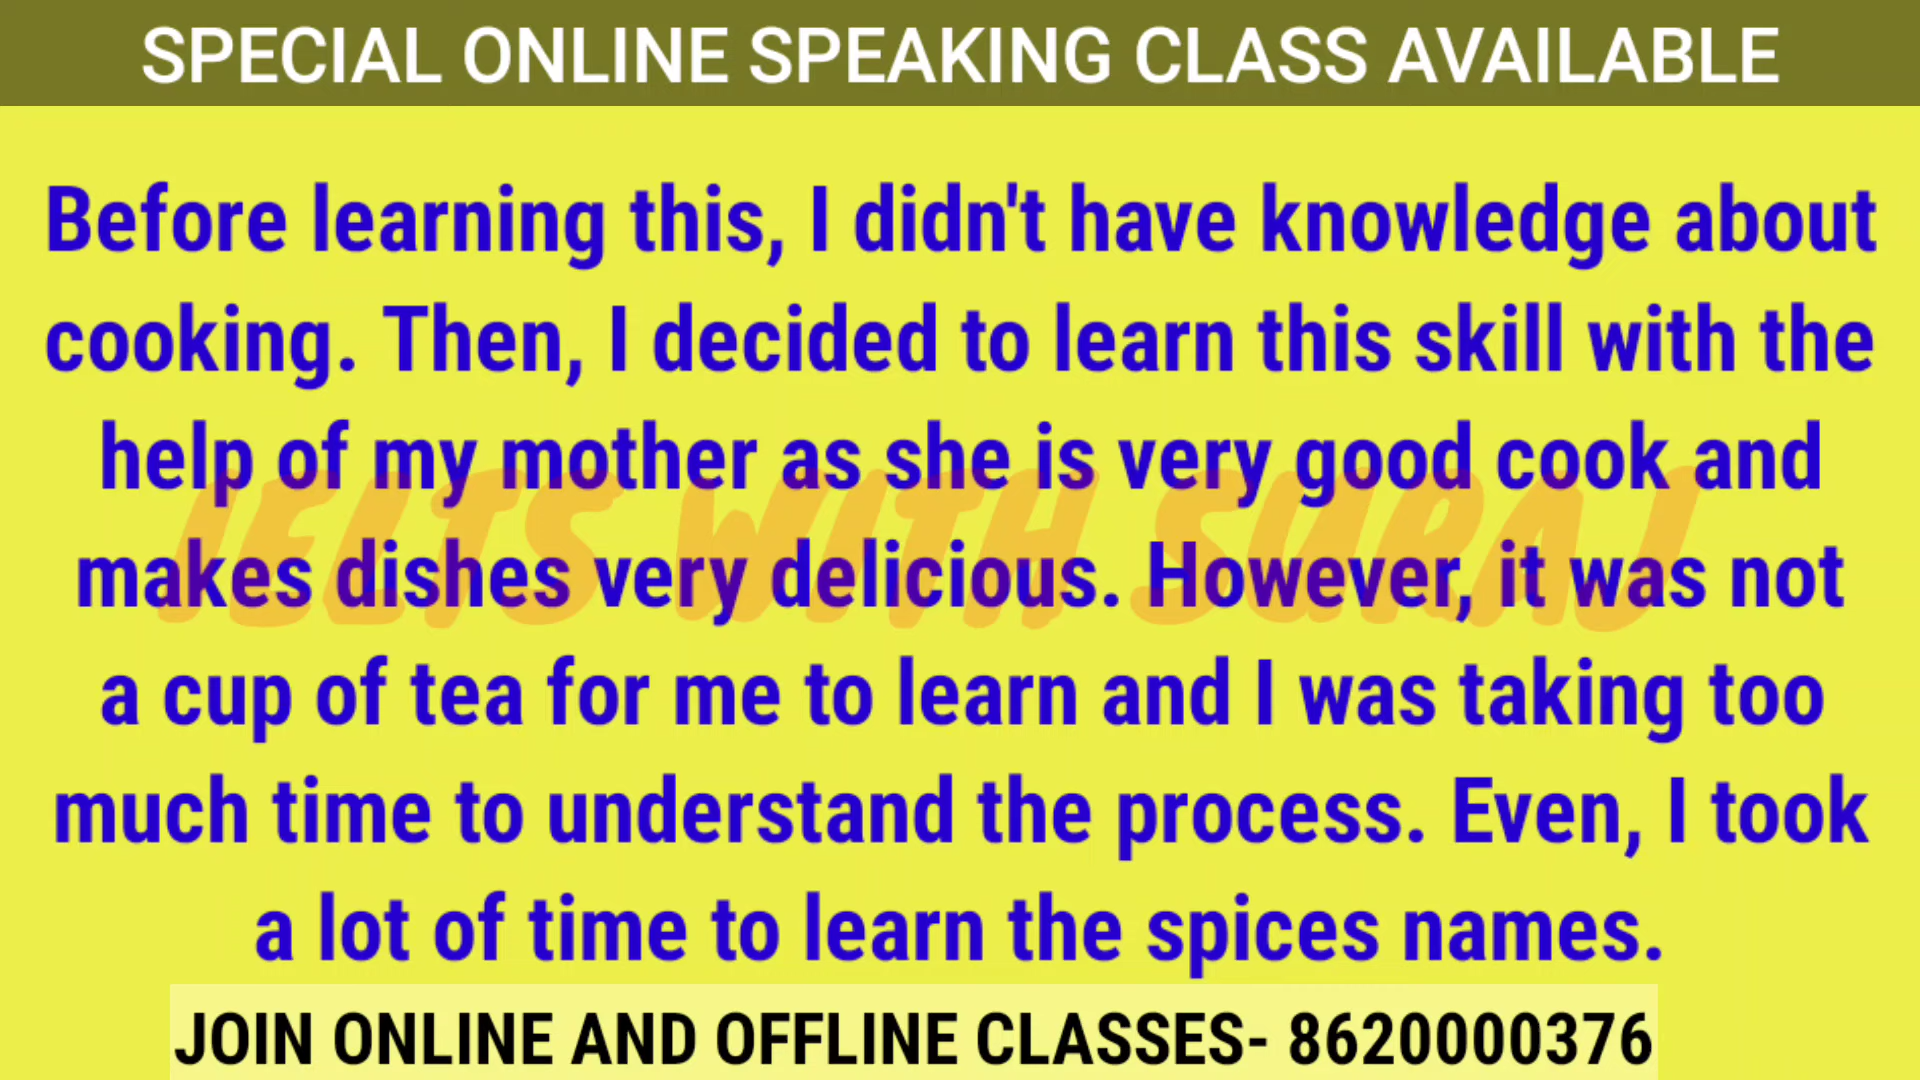 SPECIAL ONLINE SPEAKING CLASS AVAILABLE
Before learning this, I didn't have knowledge about
cooking. Then, I decided to learn this skill with the
help of my mother as she is very good cook and
IELTS WITH SURAJ
makes dishes very delicious. However, it was not
a cup of tea for me to learn and I was taking too
much time to understand the process. Even, I took
a lot of time to learn the spices names.
JOIN ONLINE AND OFFLINE CLASSES- 8620000376